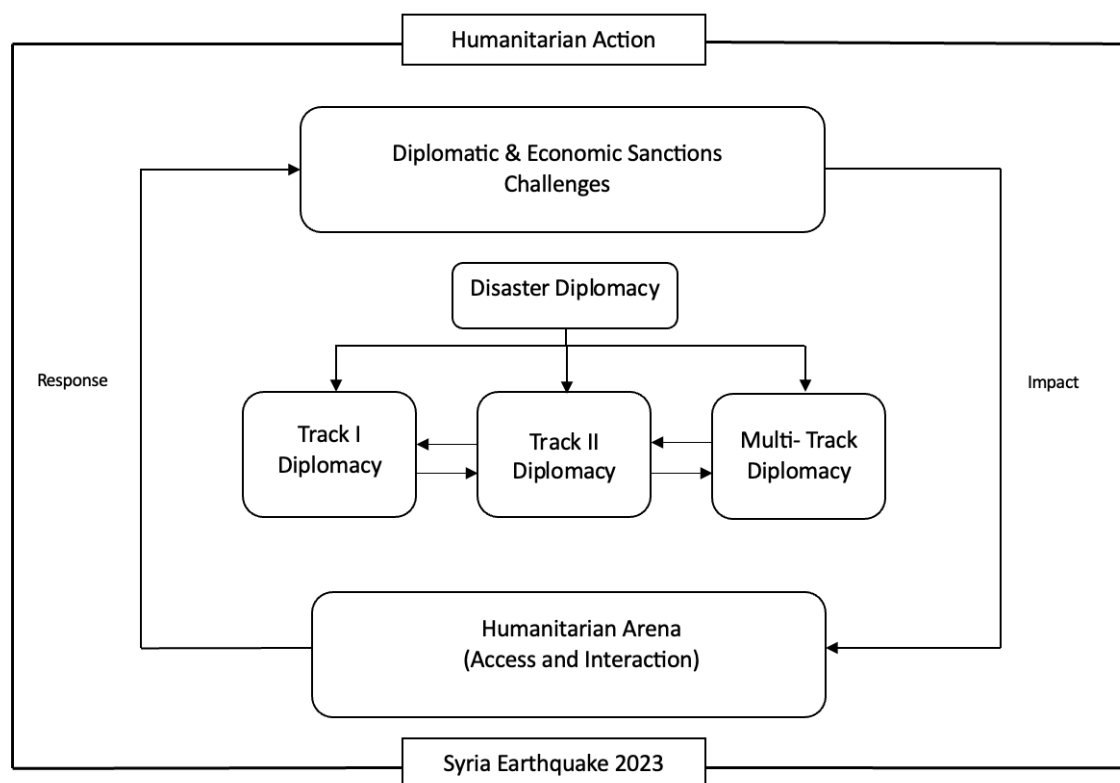 Humanitarian Action
Diplomatic & Economic Sanctions
Challenges
Disaster Diplomacy
Response
Impact
Track I
Diplomacy
Track II
Diplomacy
Multi- Track
Diplomacy
Humanitarian Arena
(Access and Interaction)
Syria Earthquake 2023